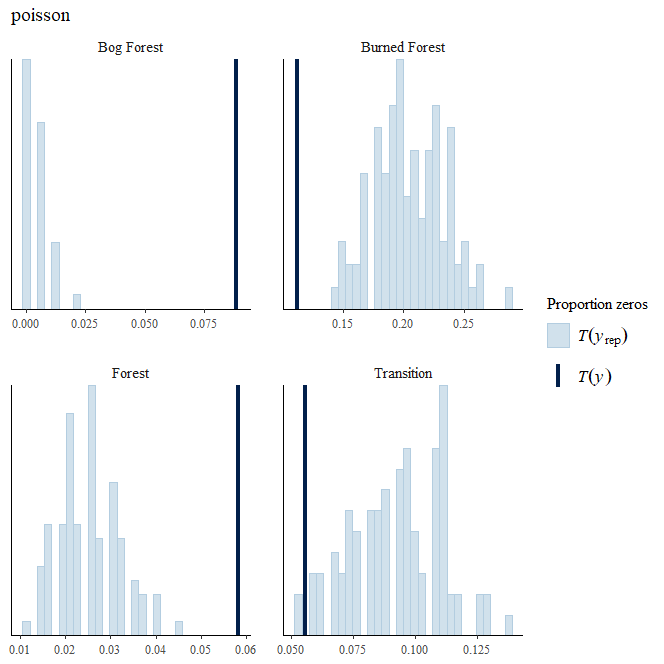 poisson
Bog Forest
Burned Forest
0.000 0.025 0.050 0.075
0.15 0.20 0.25
Forest
Transition
0.01 0.02 0.03 0.04 0.05 0.06
0.050 0.075 0.100 0.125
Proportion zeros
T(yrep)
T(y)